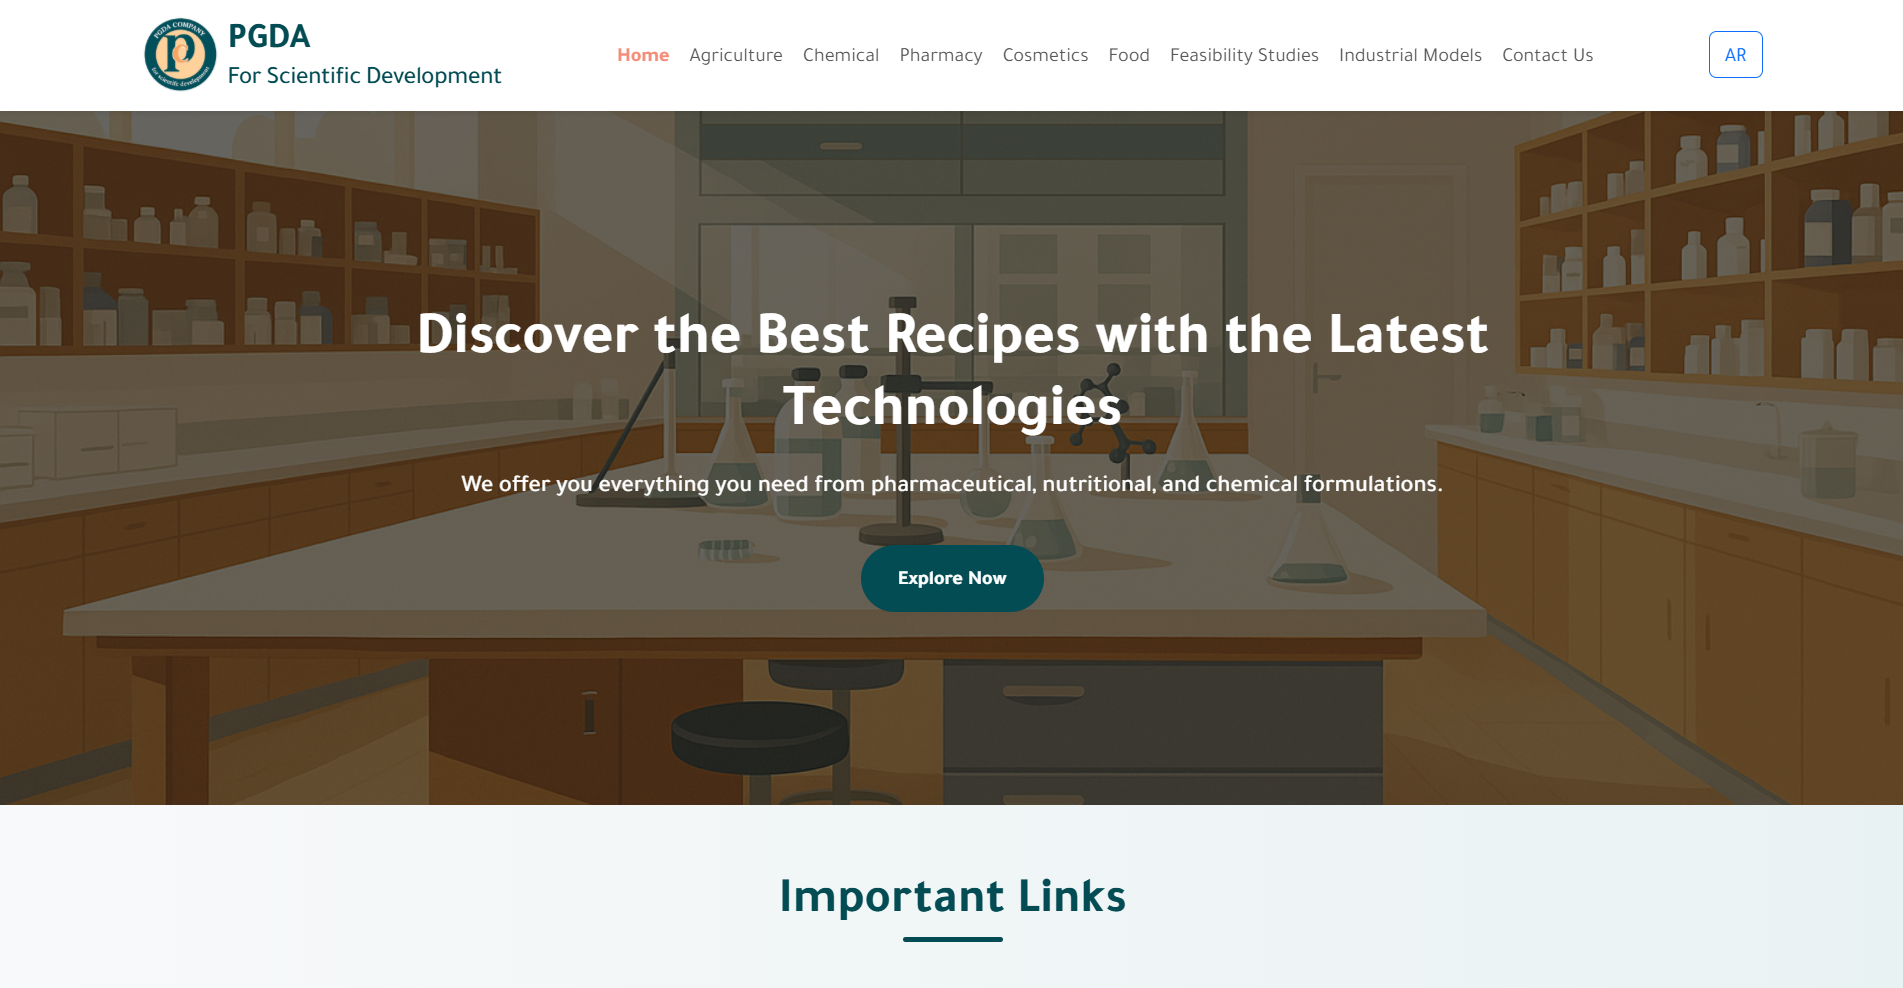 PGDA COMPANY
for scientific development
PGDA
For Scientific Development
Home
Agriculture
Chemical
Pharmacy
Cosmetics
Food
Feasibility Studies
Industrial Models
Contact Us
AR
Discover the Best Recipes with the Latest
Technologies
We offer you everything you need from pharmaceutical, nutritional, and chemical formulations.
Explore Now
Important Links